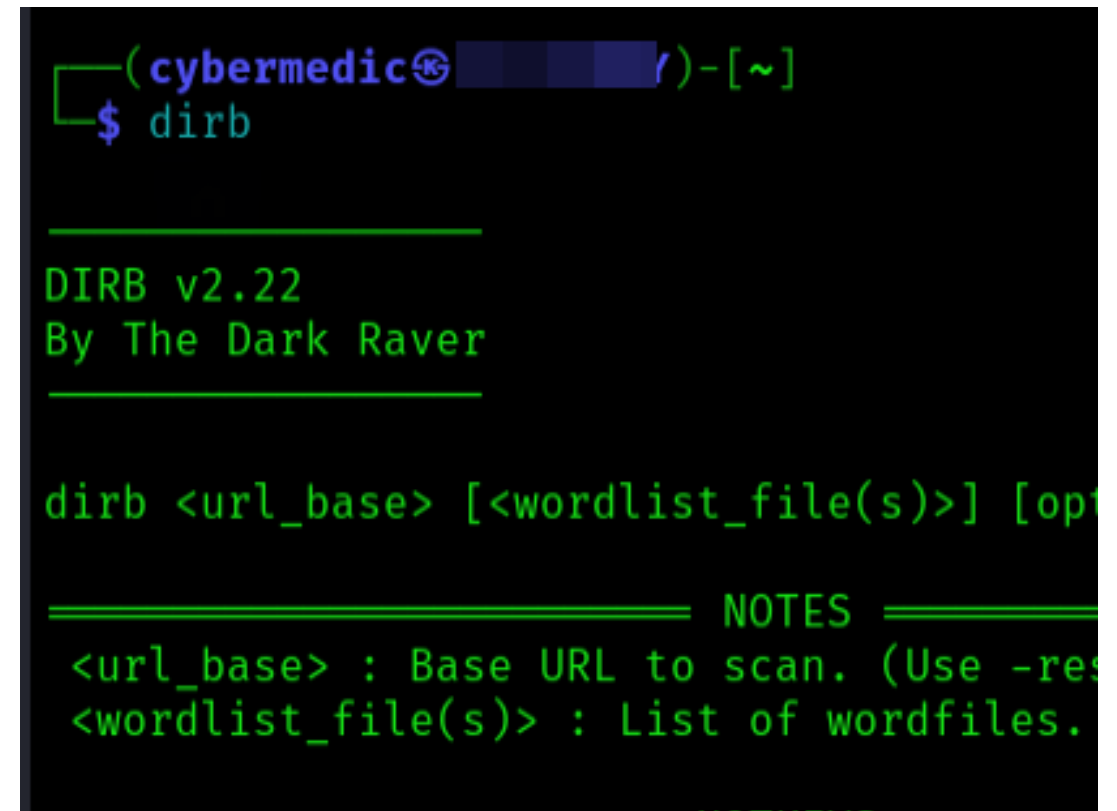 ┌──(cybermedic㉿ Y)-[~]
└─$ dirb
DIRB v2.22
By The Dark Raver
dirb <url_base> [<wordlist_file(s)>] [opt
NOTES
<url_base> : Base URL to scan. (Use -res
<wordlist_file(s)> : List of wordfiles.